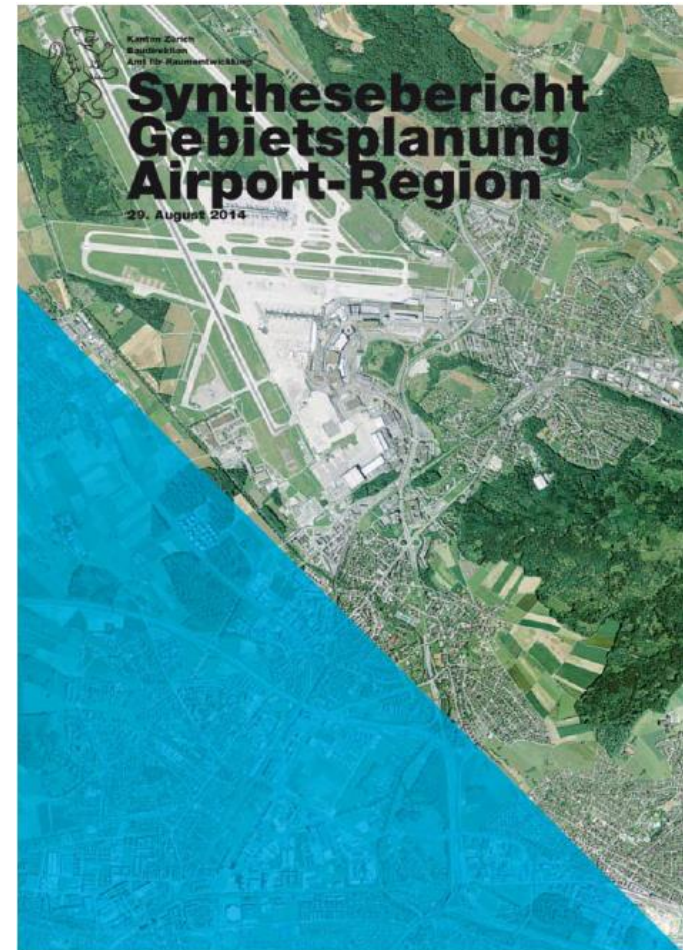 Kanton Zürich
Baudirektion
Amt für Raumentwicklung
Synthesebericht
Gebietsplanung
Airport-Region
29. August 2014